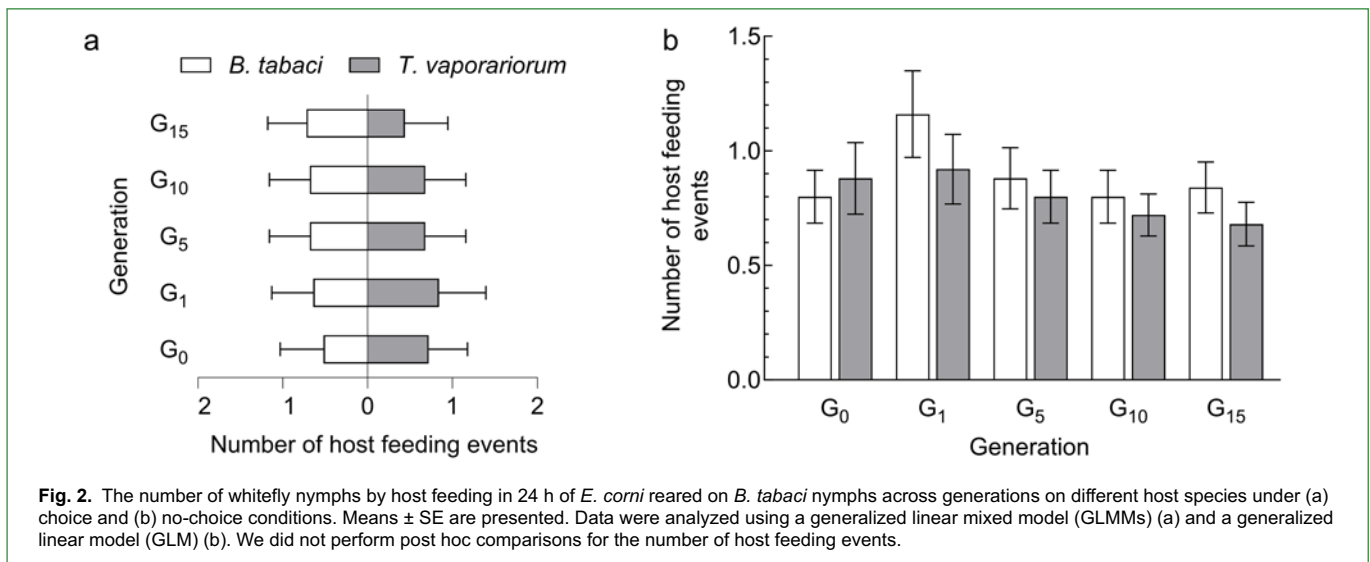 a
B. tabaci T. vaporariorum
Generation
G15
G10
G5
G1
G0
2 1 0 1 2
Number of host feeding events
b
Number of host feeding
events
1.5
1.0
0.5
0.0
G0 G1 G5 G10 G15
Generation
Fig. 2. The number of whitefly nymphs by host feeding in 24 h of E. corni reared on B. tabaci nymphs across generations on different host species under (a)
choice and (b) no-choice conditions. Means ± SE are presented. Data were analyzed using a generalized linear mixed model (GLMMs) (a) and a generalized
linear model (GLM) (b). We did not perform post hoc comparisons for the number of host feeding events.